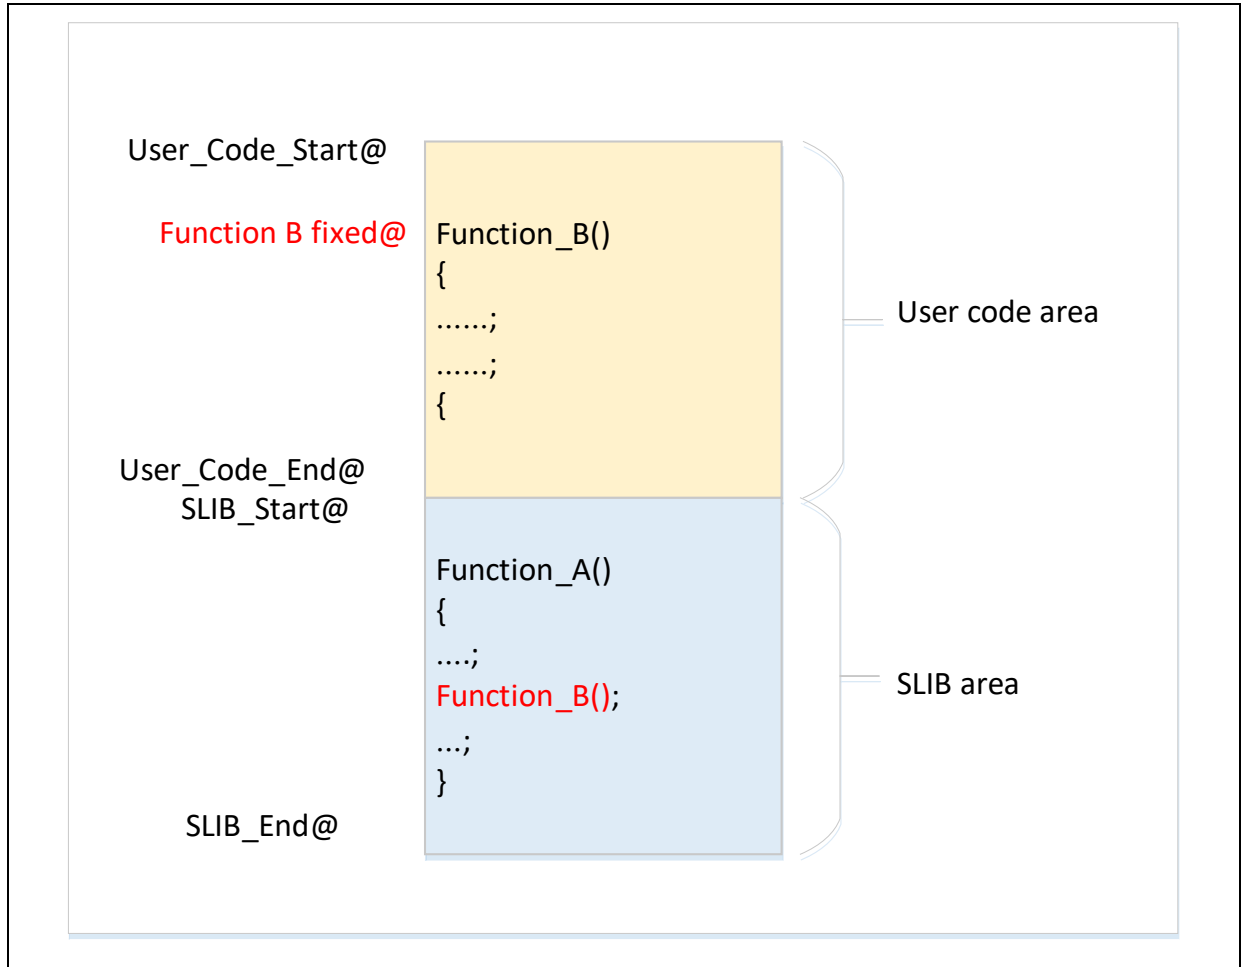 User_Code_Start@
Function B fixed@
Function_B()
{
......;
......;
{
User code area
User_Code_End@
SLIB_Start@
Function_A()
{
....;
Function_B();
...;
}
SLIB area
SLIB_End@